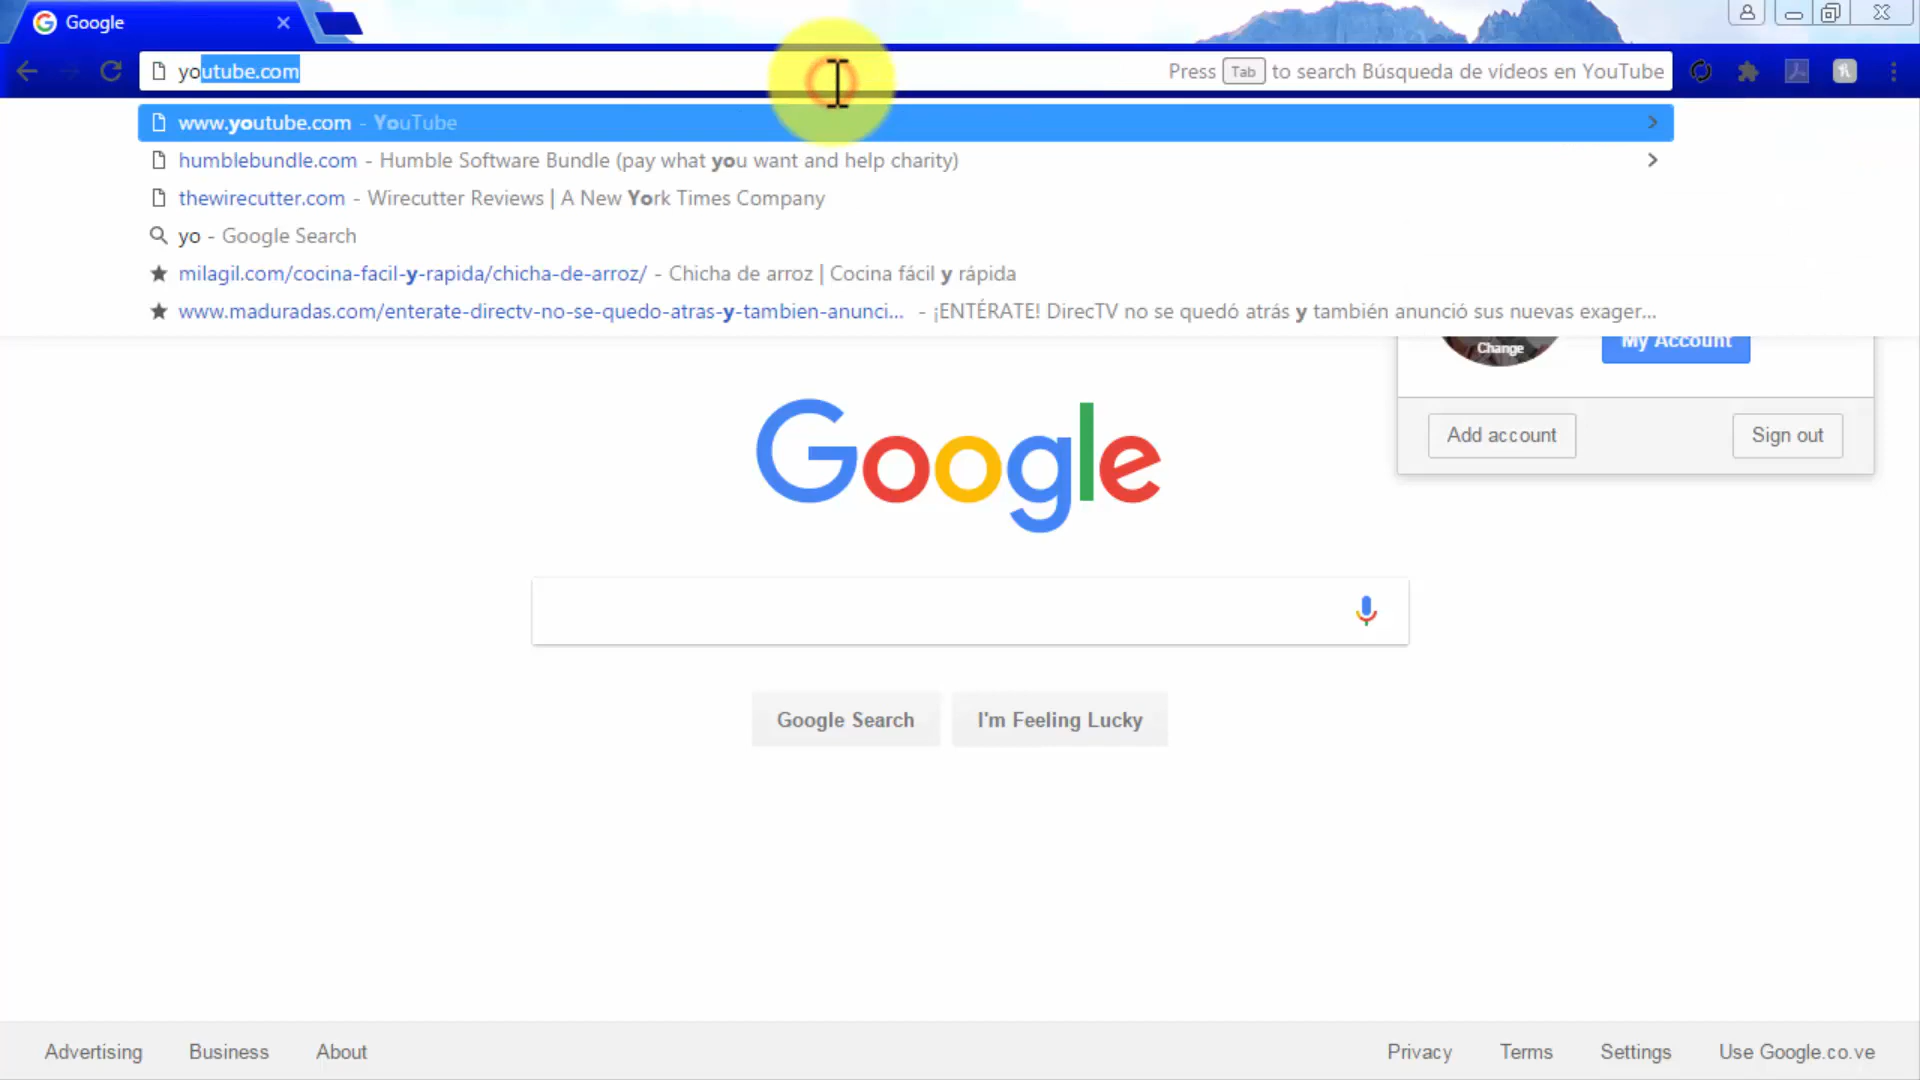 Google
youtube.com
Press Tab to search Búsqueda de vídeos en YouTube
www.youtube.com - YouTube
humblebundle.com - Humble Software Bundle (pay what you want and help charity)
thewirecutter.com - Wirecutter Reviews | A New York Times Company
yo - Google Search
milagil.com/cocina-facil-y-rapida/chicha-de-arroz/ - Chicha de arroz | Cocina fácil y rápida
www.maduradas.com/enterate-directv-no-se-quedo-atras-y-tambien-anunci... - ¡ENTÉRATE! DirecTV no se quedó atrás y también anunció sus nuevas exager...
Change
My Account
Add account
Sign out
Google
Google Search
I'm Feeling Lucky
Advertising
Business
About
Privacy
Terms
Settings
Use Google.co.ve